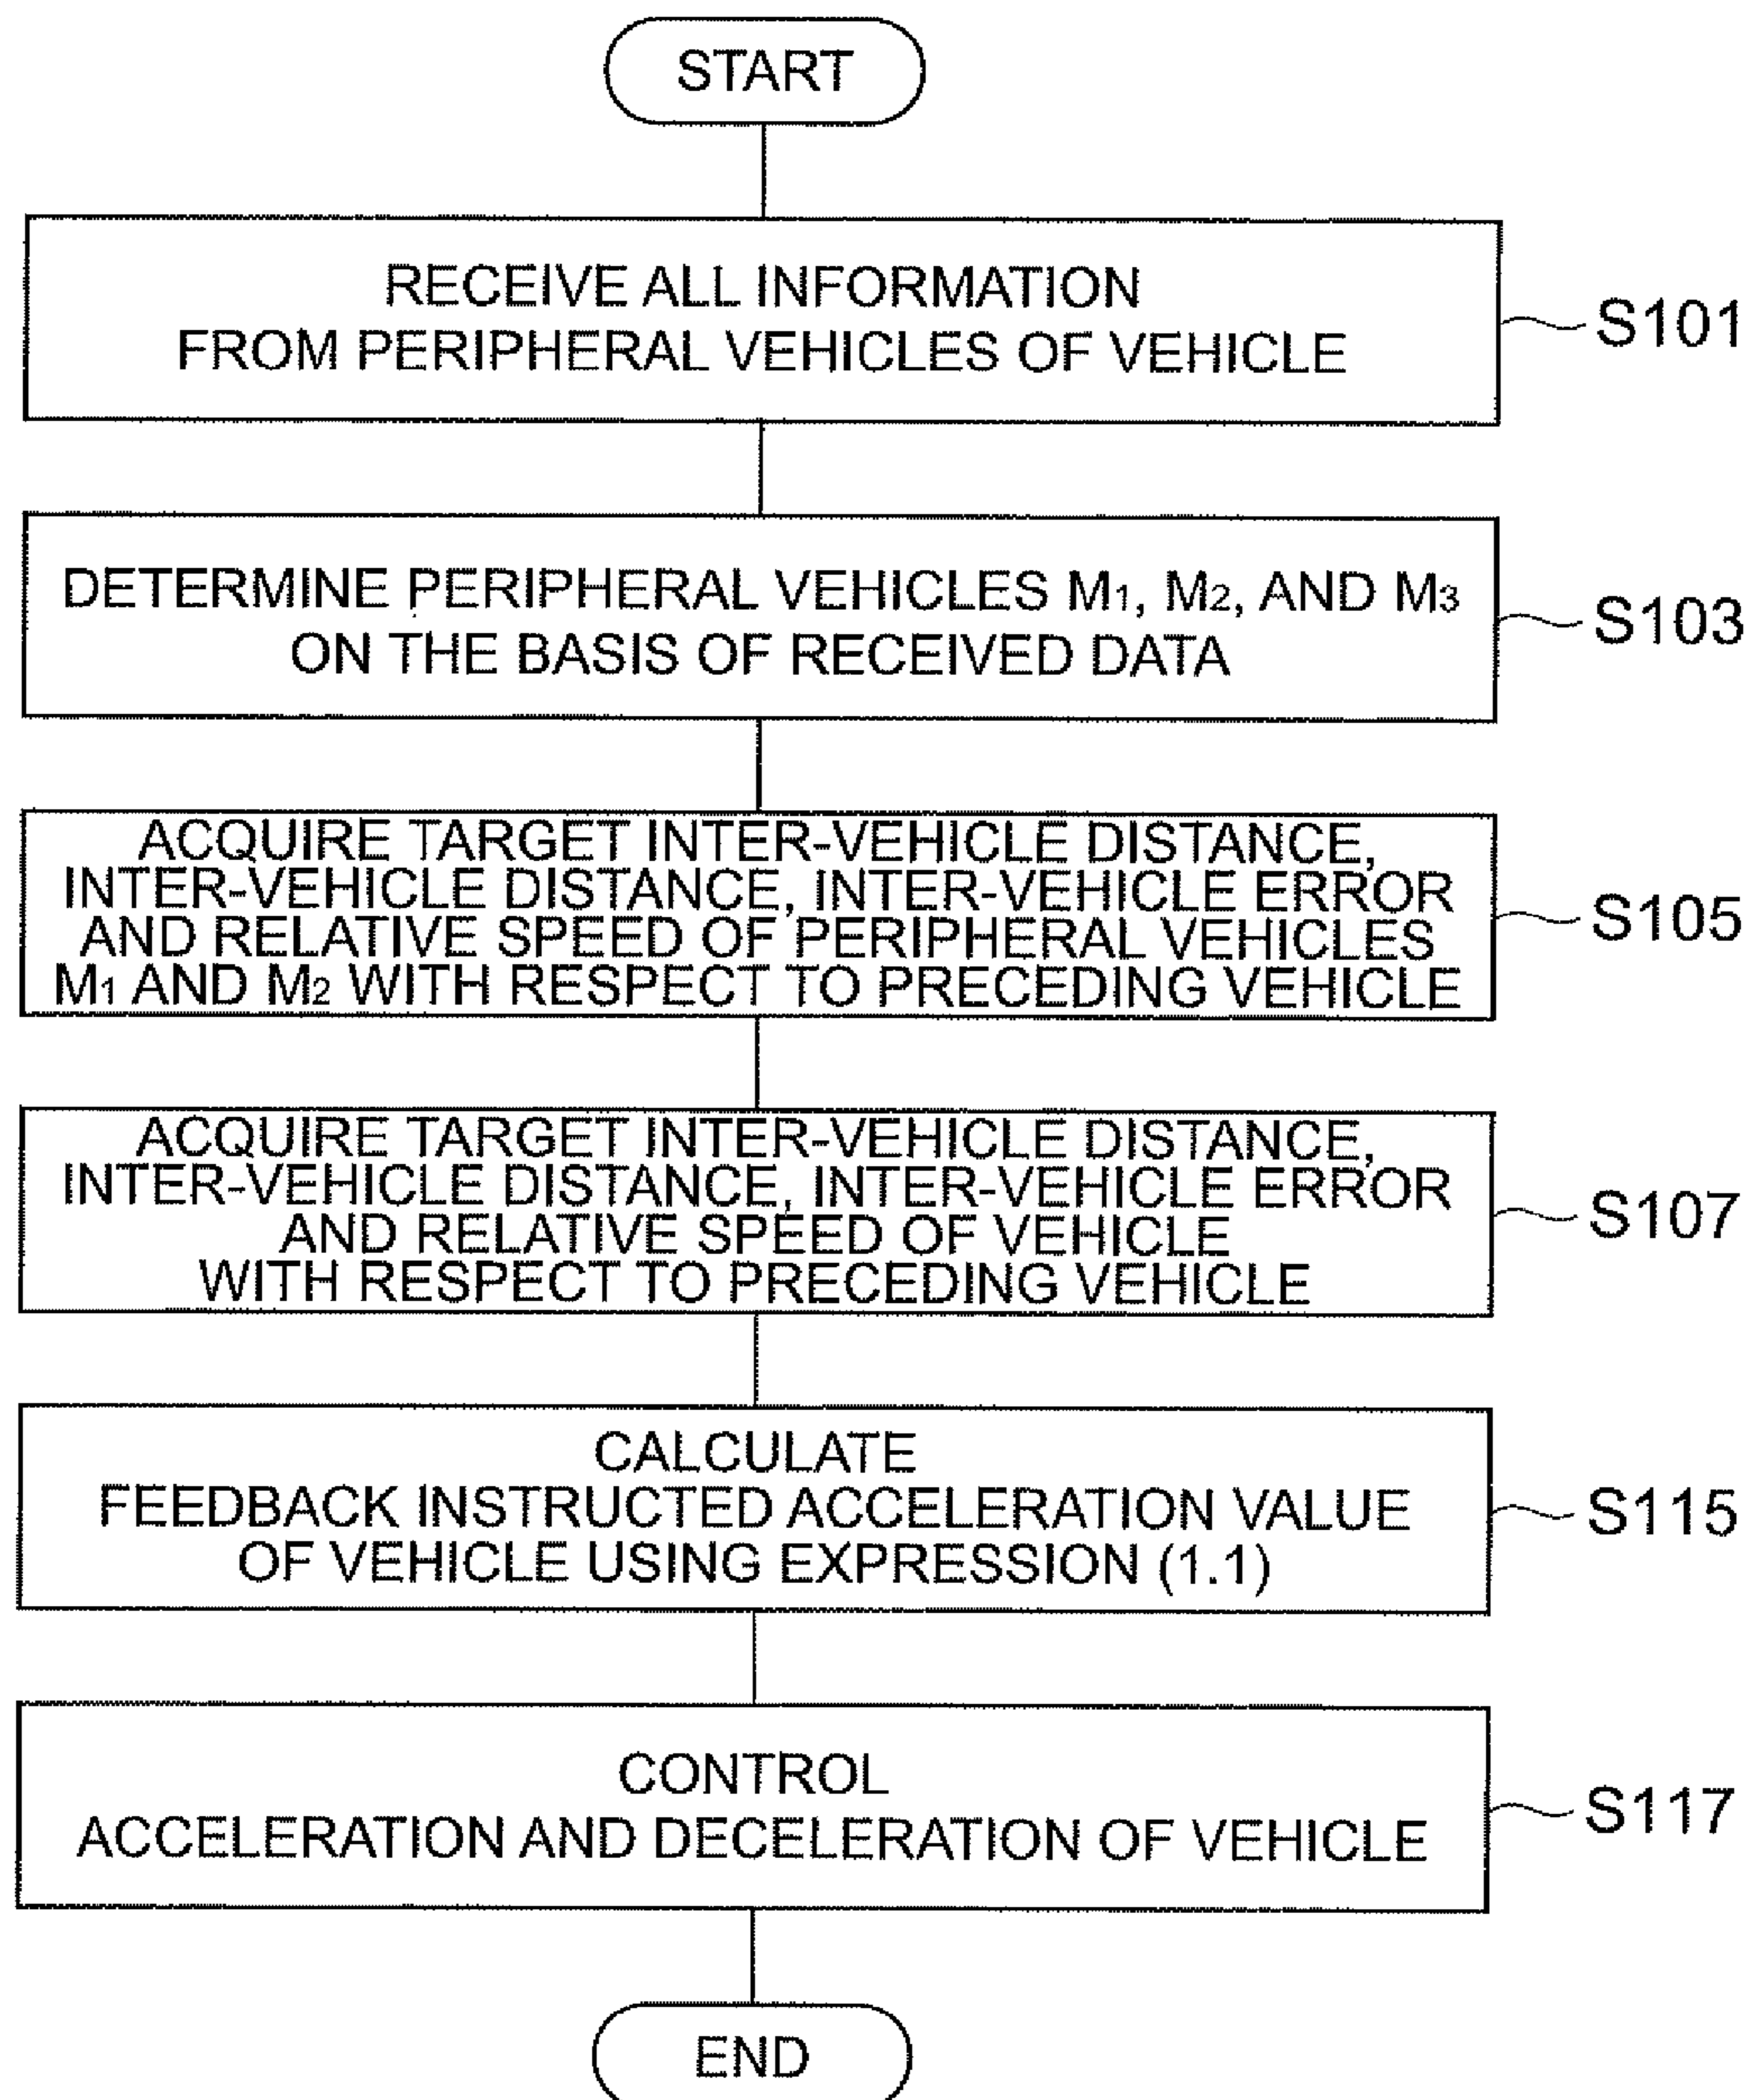 START
RECEIVE ALL INFORMATION
FROM PERIPHERAL VEHICLES OF VEHICLE
S101
DETERMINE PERIPHERAL VEHICLES M1, M2, AND M3
ON THE BASIS OF RECEIVED DATA
S103
ACQUIRE TARGET INTER-VEHICLE DISTANCE,
INTER-VEHICLE DISTANCE, INTER-VEHICLE ERROR
AND RELATIVE SPEED OF PERIPHERAL VEHICLES
M1 AND M2 WITH RESPECT TO PRECEDING VEHICLE
S105
ACQUIRE TARGET INTER-VEHICLE DISTANCE,
INTER-VEHICLE DISTANCE, INTER-VEHICLE ERROR
AND RELATIVE SPEED OF VEHICLE
WITH RESPECT TO PRECEDING VEHICLE
S107
CALCULATE
FEEDBACK INSTRUCTED ACCELERATION VALUE
OF VEHICLE USING EXPRESSION (1.1)
S115
CONTROL
ACCELERATION AND DECELERATION OF VEHICLE
S117
END